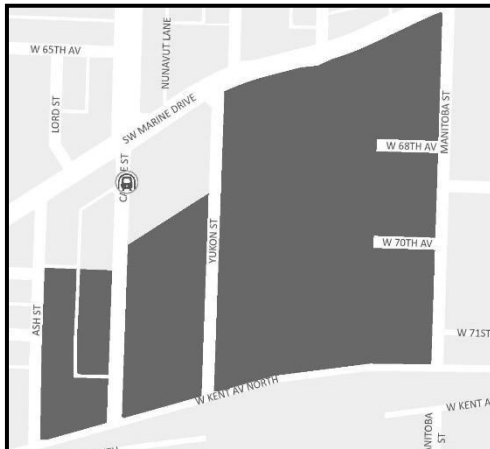 W 65TH AV
NUNAVUT LANE
LORD ST
SW MARINE DRIVE
MANITOBA ST
W 68TH AV
YUKON ST
W 70TH AV
ASH ST
W 71ST
W KENT AV NORTH
W KENT A
ST